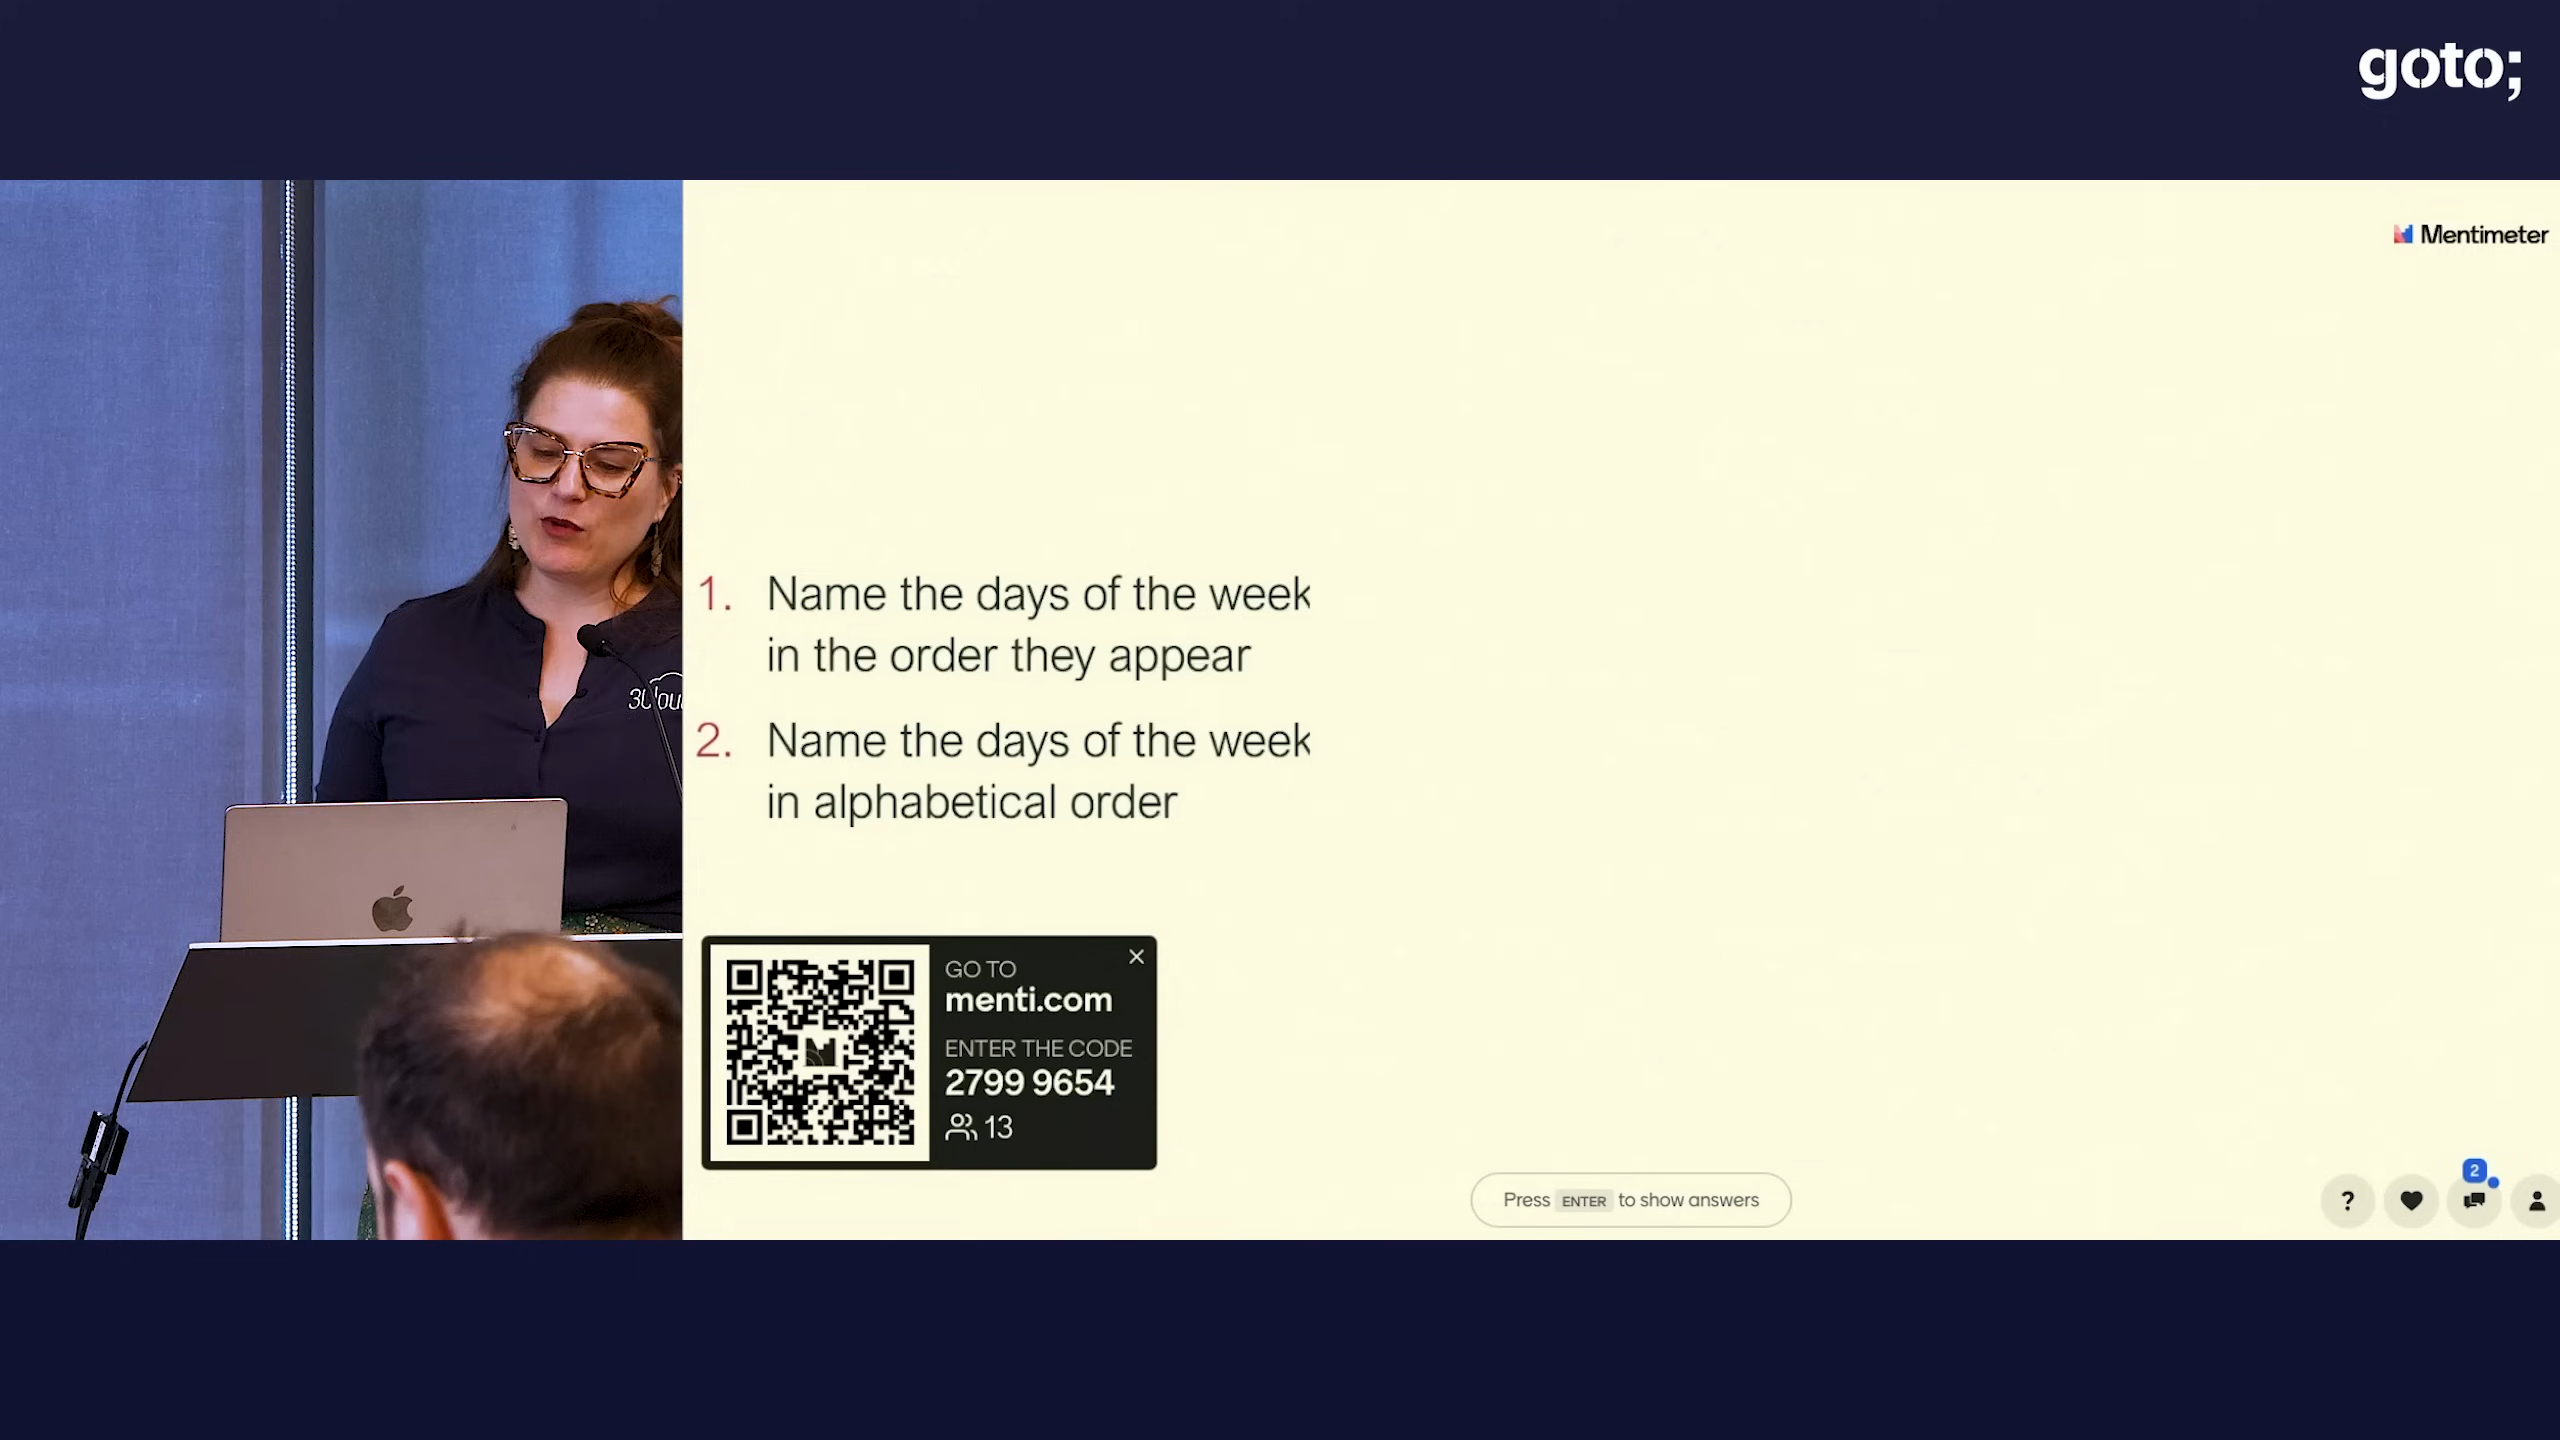 goto;
Mentimeter
1. Name the days of the week
in the order they appear
2. Name the days of the week
in alphabetical order
GO TO
menti.com
ENTER THE CODE
2799 9654
13
Press ENTER to show answers
?
2